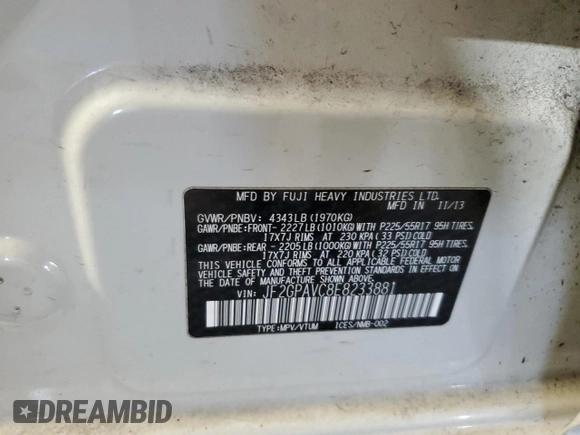 MFD BY FUJI HEAVY INDUSTRIES LTD.
GVWR/PNBV: 4343LB(1970KG) IN 11/13
GAWR/PNBE:FRONT- 2227LB(1010KG)WITH P225/55R17 95H TIRES,
17X7J RIMS AT 230 KPA(33 PSI)COLD
GAWR/PNBE:REAR - 2205LB(1000KG)WITH P225/55R17 95H TIRES,
17X7J RIMS AT 220 KPA(32 PSI)COLD
THIS VEHICLE CONFORMS TO ALL APPLICABLE FEDERAL MOTOR
VEHICLE SAFETY STANDARDS IN EFFECT ON THE DATE OF
MANUFACTURE SHOWN ABOVE.
VIN: JF2GPAVC8E8233881
TYPE:MPV/VTUM ICES/NMB-002
DREAMBID